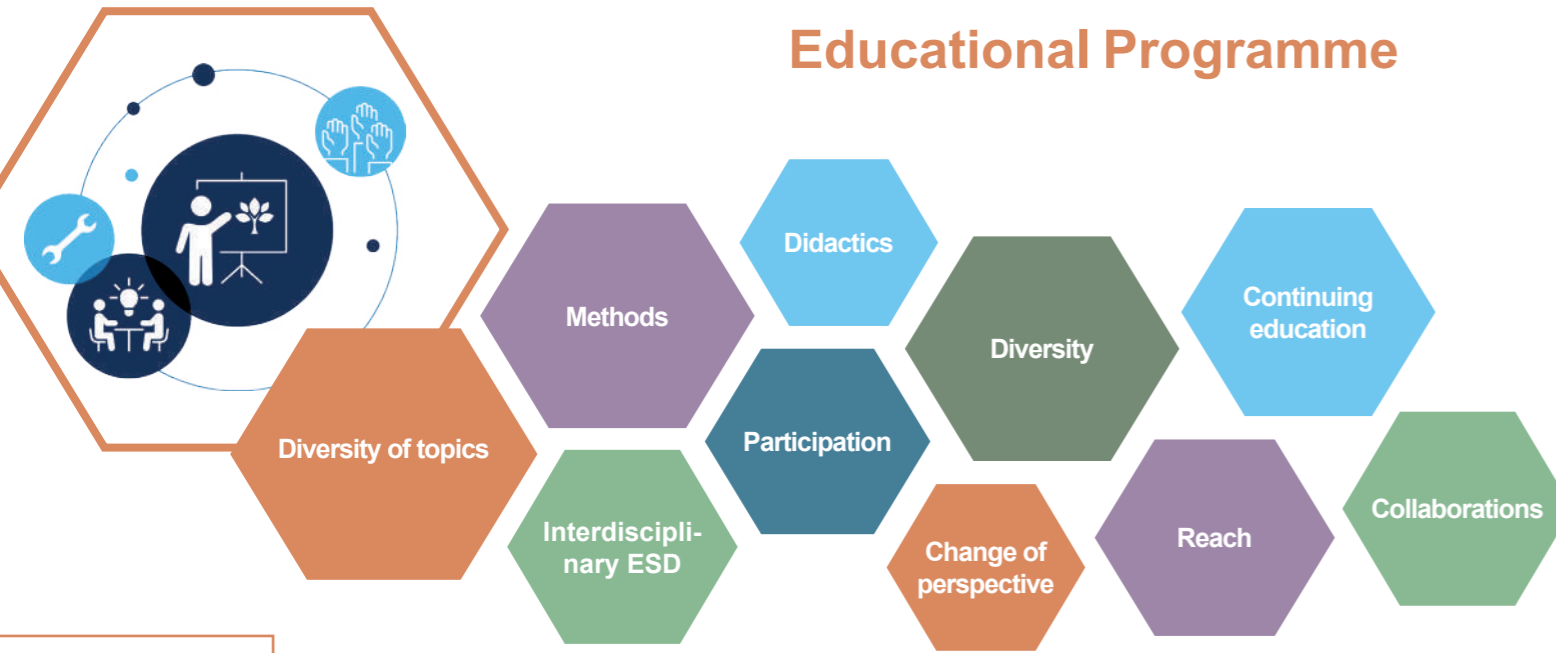 Educational Programme
Didactics
Methods
Continuing
education
Diversity
Participation
Diversity of topics
Interdiscipli-
nary ESD
Change of
perspective
Reach
Collaborations